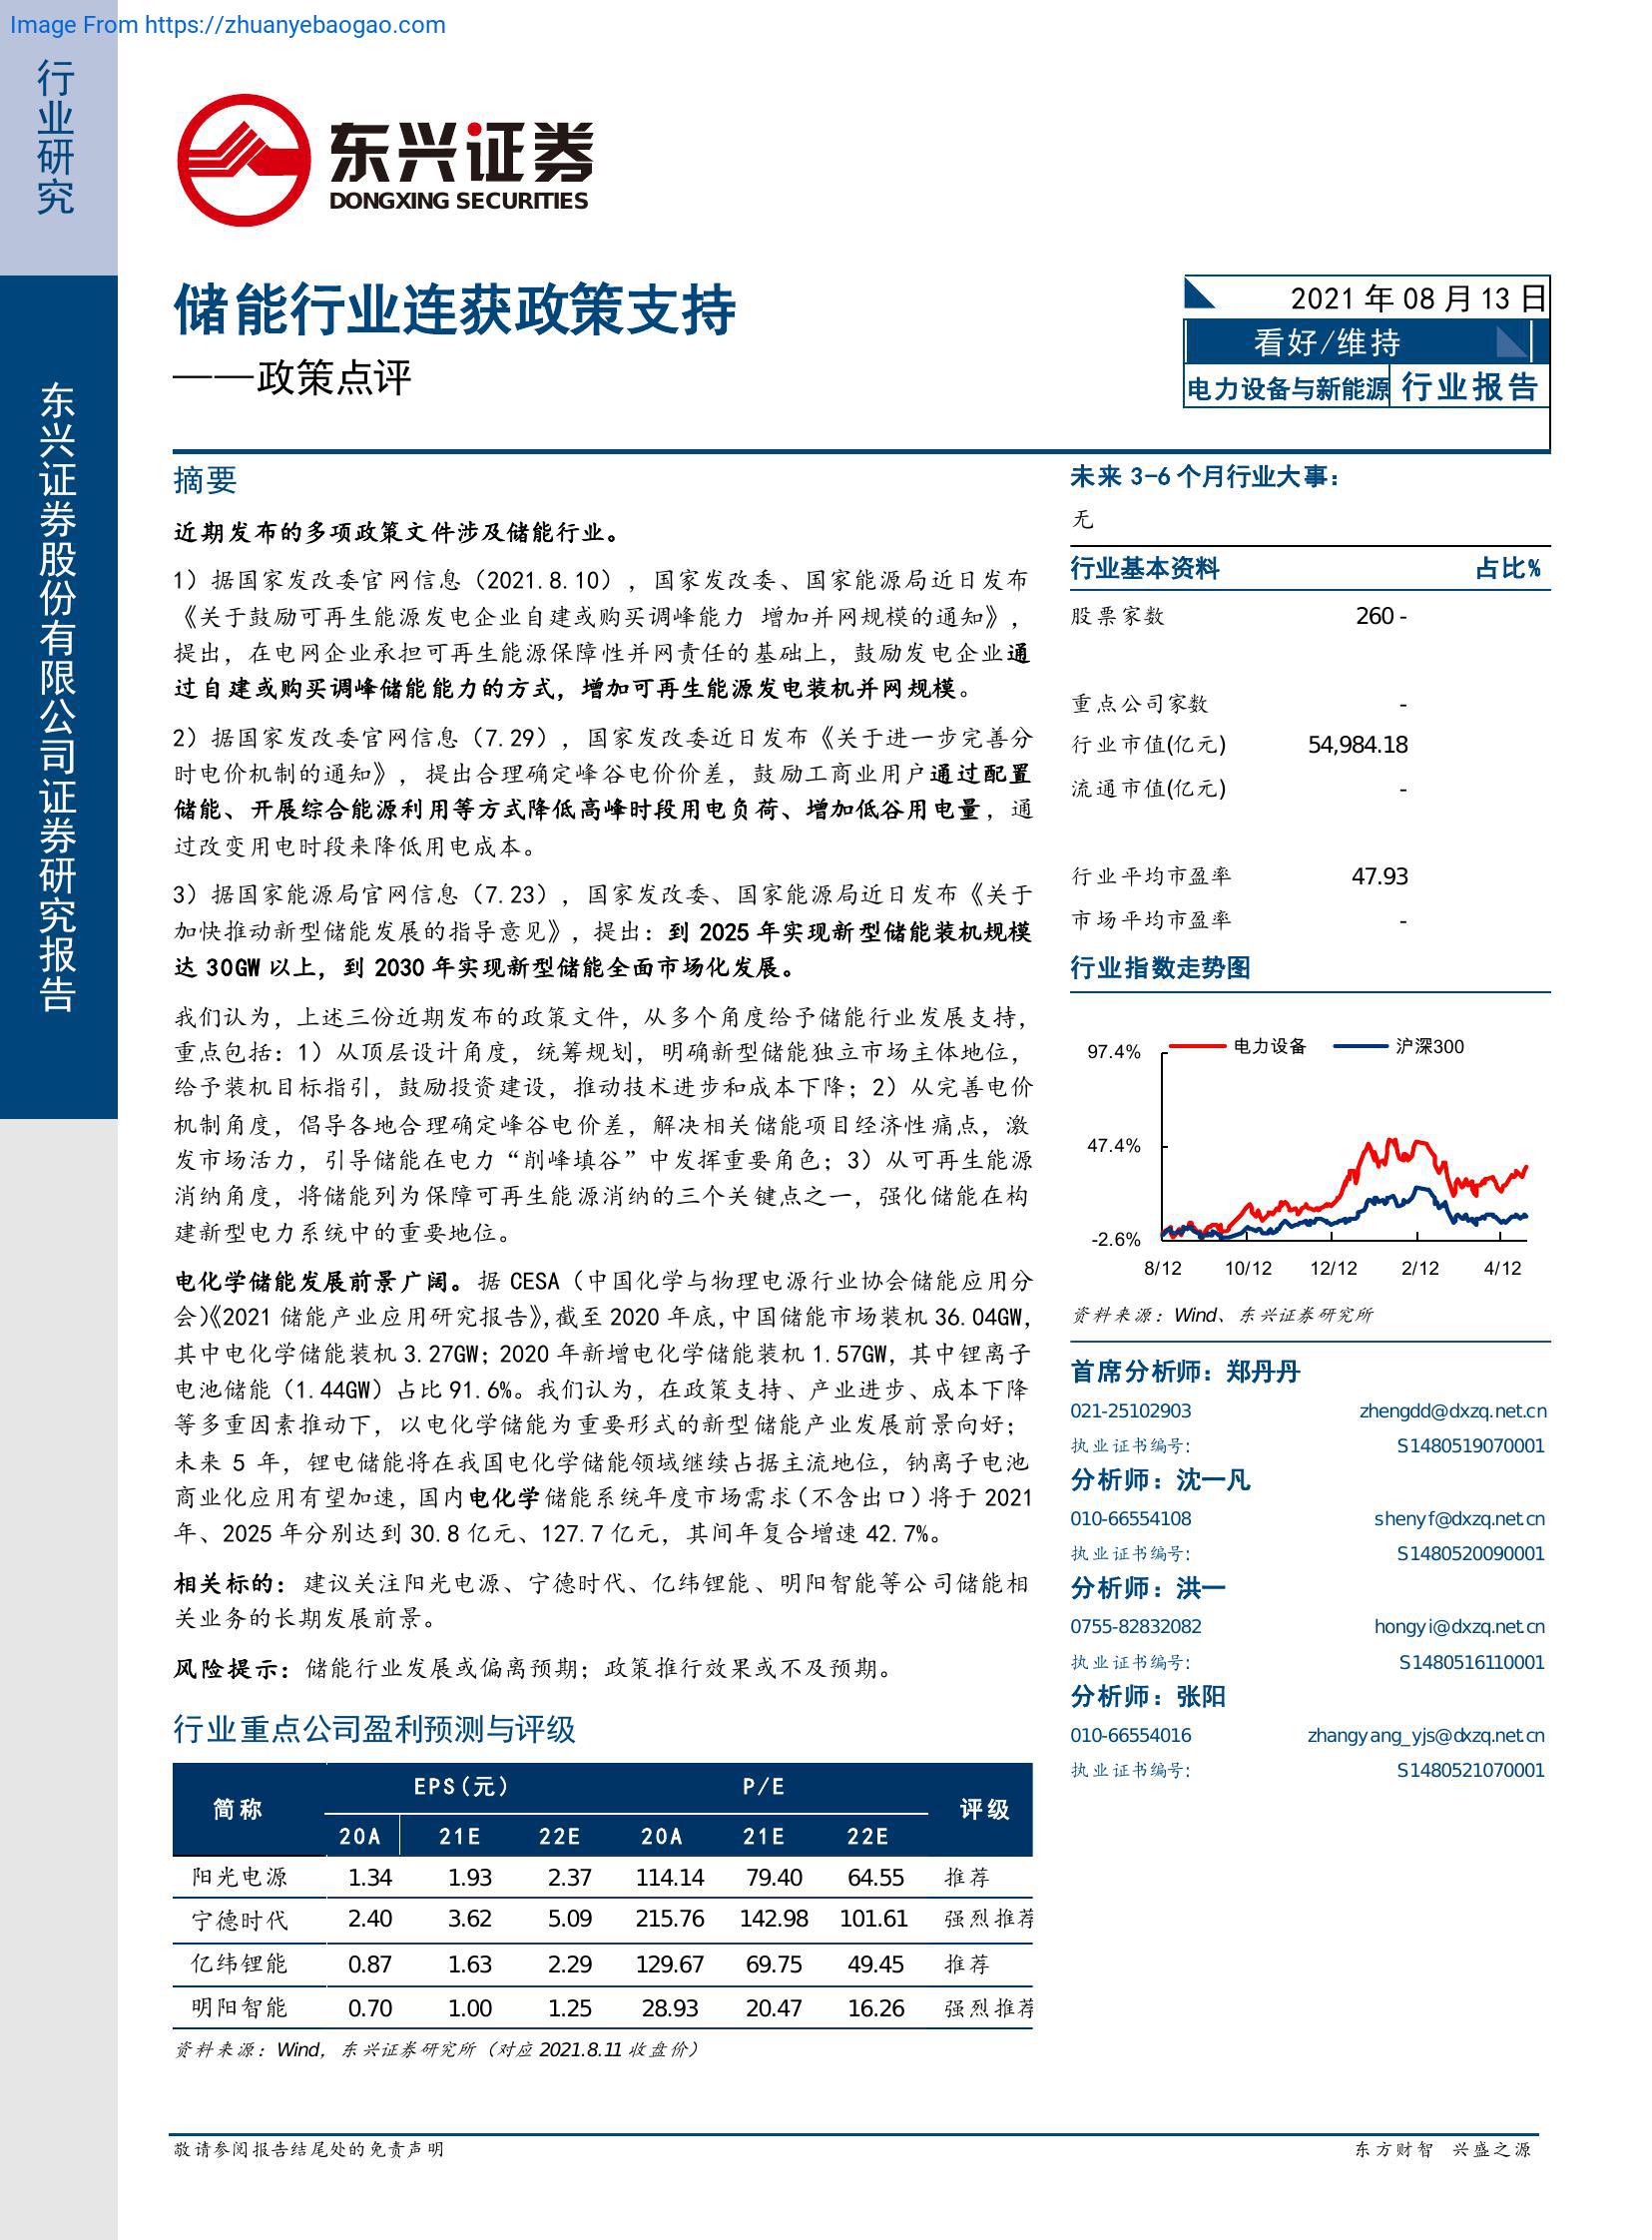 Image From https://zhuanyebaogao.com
行业研究
东兴证券股份有限公司证券研究报告
东兴证券
DONGXING SECURITIES
储能行业连获政策支持
——政策点评
2021 年 08 月 13 日
看好/维持
电力设备与新能源 行业报告
摘要
近期发布的多项政策文件涉及储能行业。
1）据国家发改委官网信息（2021.8.10），国家发改委、国家能源局近日发布
《关于鼓励可再生能源发电企业自建或购买调峰能力 增加并网规模的通知》，
提出，在电网企业承担可再生能源保障性并网责任的基础上，鼓励发电企业通
过自建或购买调峰储能能力的方式，增加可再生能源发电装机并网规模。
2）据国家发改委官网信息（7.29），国家发改委近日发布《关于进一步完善分
时电价机制的通知》，提出合理确定峰谷电价价差，鼓励工商业用户通过配置
储能、开展综合能源利用等方式降低高峰时段用电负荷、增加低谷用电量，通
过改变用电时段来降低用电成本。
3）据国家能源局官网信息（7.23），国家发改委、国家能源局近日发布《关于
加快推动新型储能发展的指导意见》，提出：到 2025 年实现新型储能装机规模
达 30GW 以上，到 2030 年实现新型储能全面市场化发展。
我们认为，上述三份近期发布的政策文件，从多个角度给予储能行业发展支持，
重点包括：1）从顶层设计角度，统筹规划，明确新型储能独立市场主体地位，
给予装机目标指引，鼓励投资建设，推动技术进步和成本下降；2）从完善电价
机制角度，倡导各地合理确定峰谷电价差，解决相关储能项目经济性痛点，激
发市场活力，引导储能在电力“削峰填谷”中发挥重要角色；3）从可再生能源
消纳角度，将储能列为保障可再生能源消纳的三个关键点之一，强化储能在构
建新型电力系统中的重要地位。
电化学储能发展前景广阔。据 CESA（中国化学与物理电源行业协会储能应用分
会）《2021 储能产业应用研究报告》，截至 2020 年底，中国储能市场装机 36.04GW，
其中电化学储能装机 3.27GW；2020 年新增电化学储能装机 1.57GW，其中锂离子
电池储能（1.44GW）占比 91.6%。我们认为，在政策支持、产业进步、成本下降
等多重因素推动下，以电化学储能为重要形式的新型储能产业发展前景向好；
未来 5 年，锂电储能将在我国电化学储能领域继续占据主流地位，钠离子电池
商业化应用有望加速，国内电化学储能系统年度市场需求（不含出口）将于 2021
年、2025 年分别达到 30.8 亿元、127.7 亿元，其间年复合增速 42.7%。
相关标的：建议关注阳光电源、宁德时代、亿纬锂能、明阳智能等公司储能相
关业务的长期发展前景。
风险提示：储能行业发展或偏离预期；政策推行效果或不及预期。
行业重点公司盈利预测与评级
简称 EPS(元) P/E 评级
20A 21E 22E 20A 21E 22E
阳光电源 1.34 1.93 2.37 114.14 79.40 64.55 推荐
宁德时代 2.40 3.62 5.09 215.76 142.98 101.61 强烈推荐
亿纬锂能 0.87 1.63 2.29 129.67 69.75 49.45 推荐
明阳智能 0.70 1.00 1.25 28.93 20.47 16.26 强烈推荐
资料来源：Wind，东兴证券研究所（对应 2021.8.11 收盘价）
未来 3-6 个月行业大事：
无
行业基本资料 占比%
股票家数 260 -
重点公司家数 -
行业市值(亿元) 54,984.18
流通市值(亿元) -
行业平均市盈率 47.93
市场平均市盈率 -
行业指数走势图
电力设备 沪深300
97.4%
47.4%
-2.6%
8/12 10/12 12/12 2/12 4/12
资料来源：Wind、东兴证券研究所
首席分析师：郑丹丹
021-25102903 zhengdd@dxzq.net.cn
执业证书编号: S1480519070001
分析师：沈一凡
010-66554108 shenyf@dxzq.net.cn
执业证书编号: S1480520090001
分析师：洪一
0755-82832082 hongyi@dxzq.net.cn
执业证书编号: S1480516110001
分析师：张阳
010-66554016 zhangyang_yjs@dxzq.net.cn
执业证书编号: S1480521070001
敬请参阅报告结尾处的免责声明
东方财智 兴盛之源